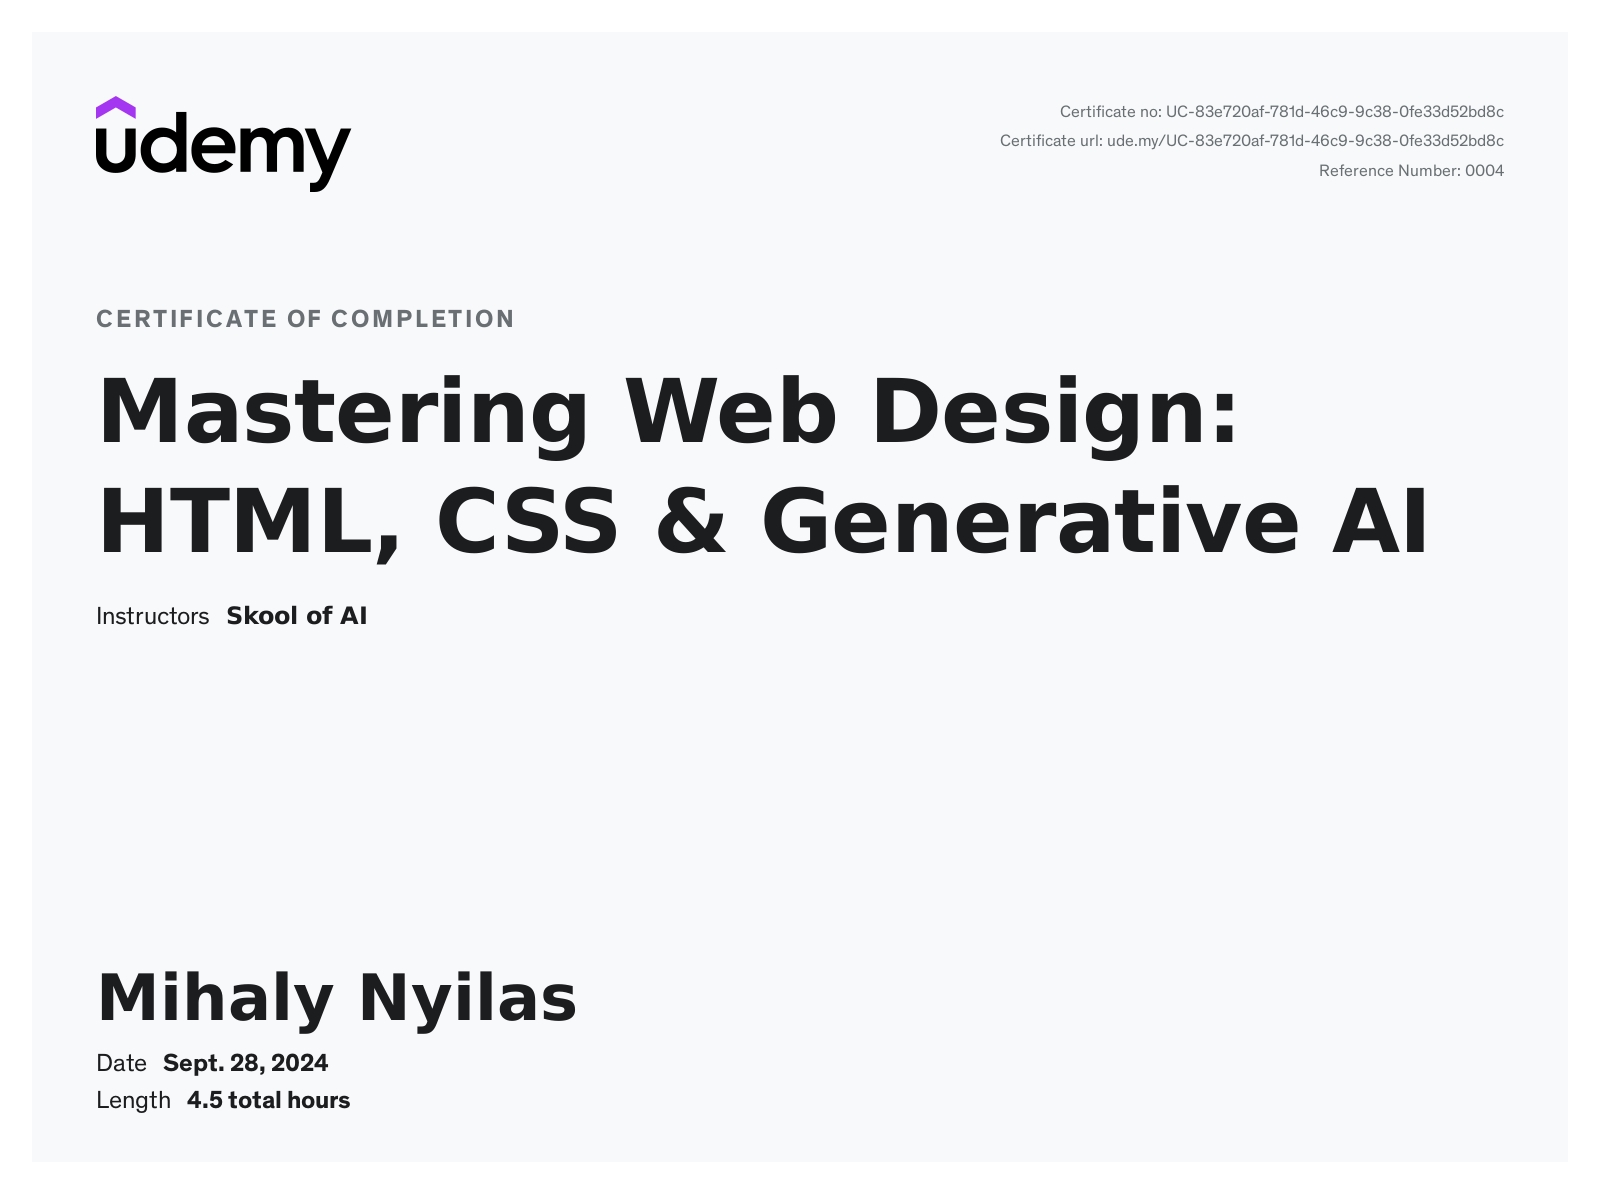 udemy
Certificate no: UC-83e720af-781d-46c9-9c38-0fe33d52bd8c
Certificate url: ude.my/UC-83e720af-781d-46c9-9c38-0fe33d52bd8c
Reference Number: 0004
CERTIFICATE OF COMPLETION
Mastering Web Design:
HTML, CSS & Generative AI
Instructors Skool of AI
Mihaly Nyilas
Date Sept. 28, 2024
Length 4.5 total hours